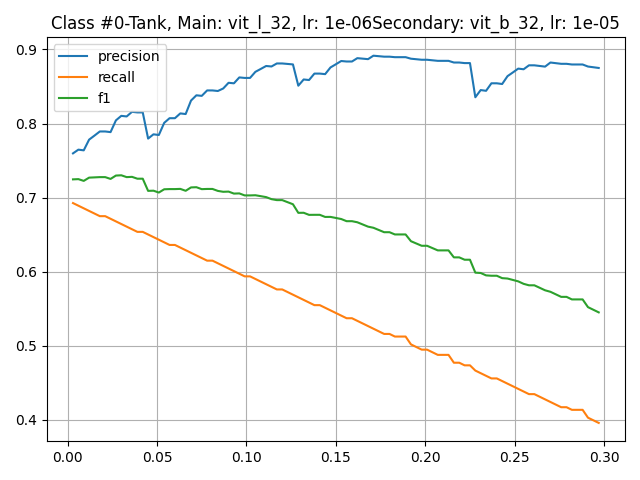 Class #0-Tank, Main: vit_l_32, lr: 1e-06Secondary: vit_b_32, lr: 1e-05
precision
recall
f1
0.9
0.8
0.7
0.6
0.5
0.4
0.00 0.05 0.10 0.15 0.20 0.25 0.30